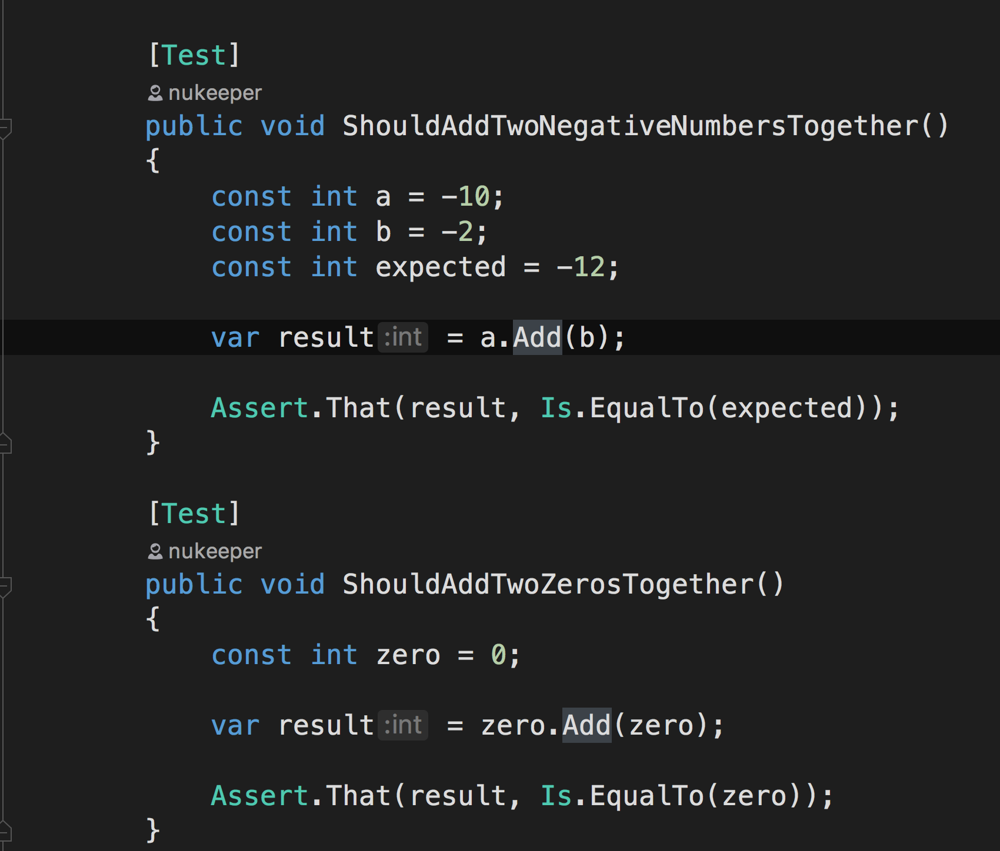 [Test]
nukeeper
public void ShouldAddTwoNegativeNumbersTogether()
{
const int a = -10;
const int b = -2;
const int expected = -12;
var result :int = a.Add(b);
Assert.That(result, Is.EqualTo(expected));
}
[Test]
nukeeper
public void ShouldAddTwoZerosTogether()
{
const int zero = 0;
var result :int = zero.Add(zero);
Assert.That(result, Is.EqualTo(zero));
}